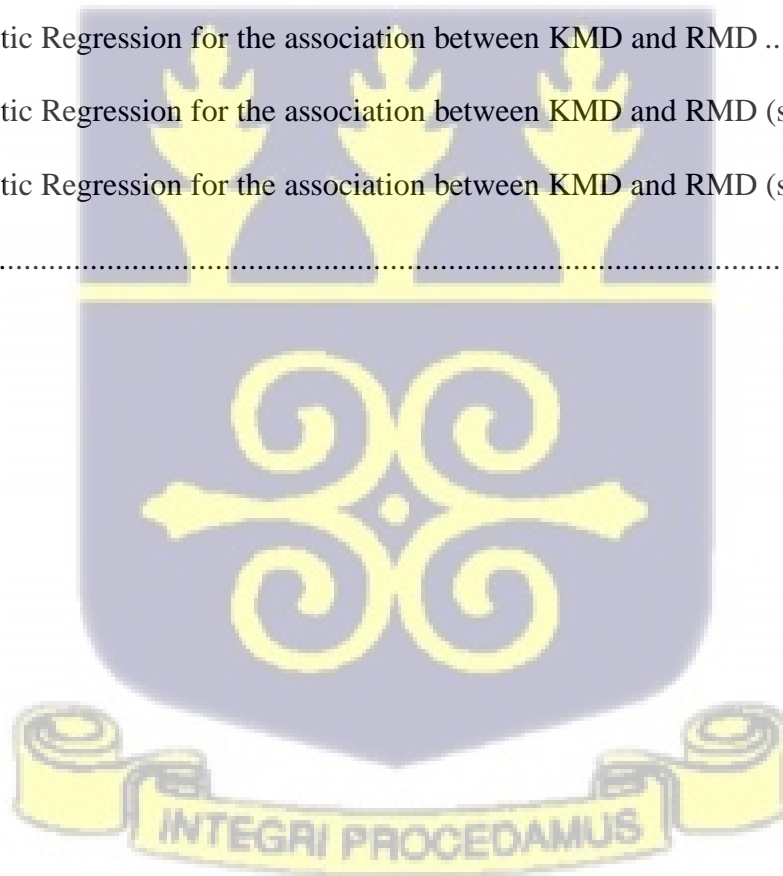 tic Regression for the association between KMD and RMD ..
tic Regression for the association between KMD and RMD (s
tic Regression for the association between KMD and RMD (s
................................................................................................
INTEGRI PROCEDAMUS